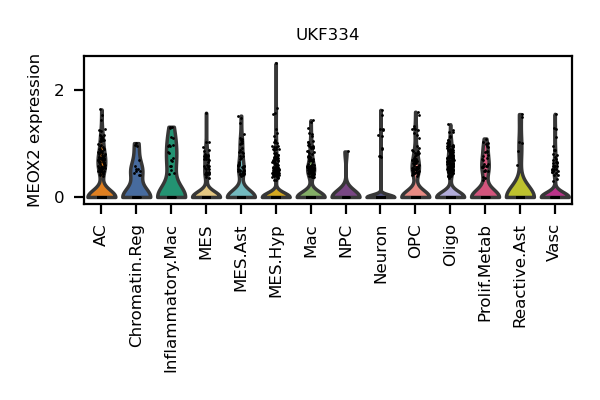 UKF334
MEOX2 expression
2
0
AC
Chromatin.Reg
Inflammatory.Mac
MES
MES.Ast
MES.Hyp
Mac
NPC
Neuron
OPC
Oligo
Prolif.Metab
Reactive.Ast
Vasc